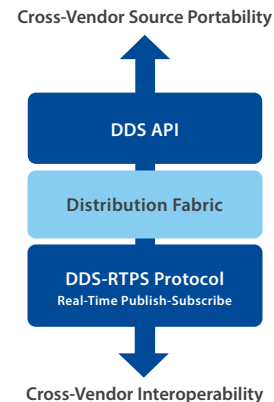 Cross-Vendor Source Portability
DDS API
Distribution Fabric
DDS-RTPS Protocol
Real-Time Publish-Subscribe
Cross-Vendor Interoperability